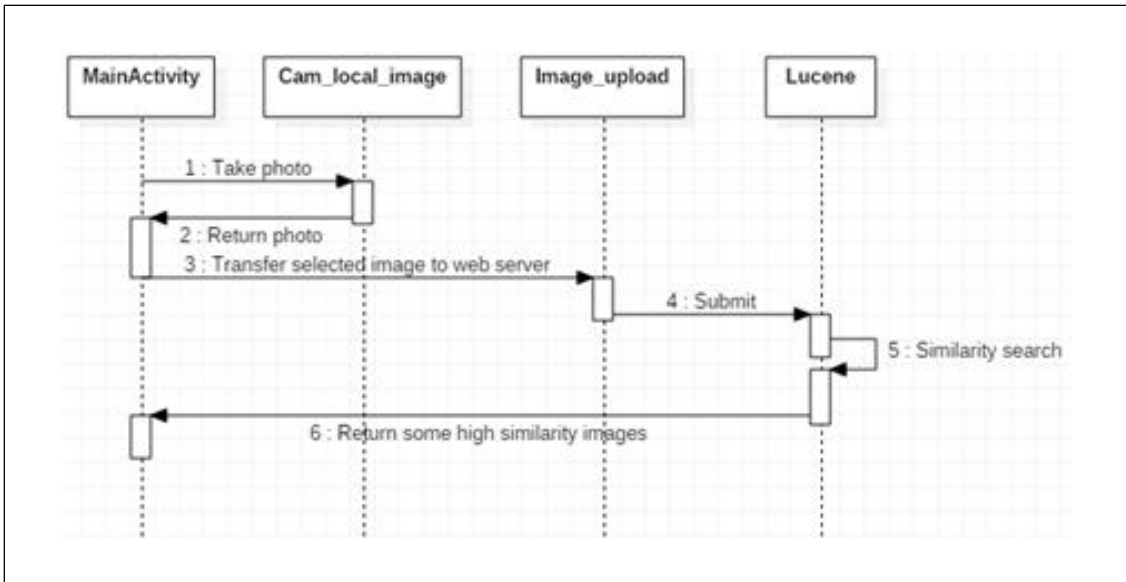 MainActivity
Cam_local_image
Image_upload
Lucene
1 : Take photo
2 : Return photo
3 : Transfer selected image to web server
4 : Submit
5 : Similarity search
6 : Return some high similarity images